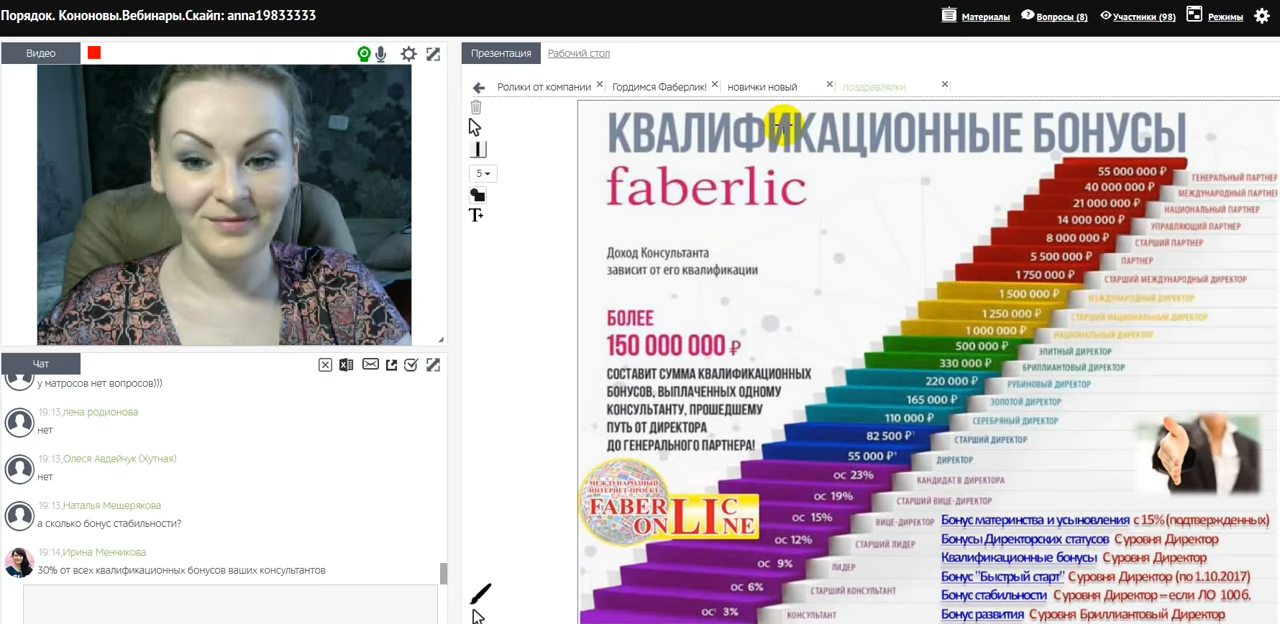 Порядок. Кононовы.Вебинары.Скайп: anna19833333
Материалы
Вопросы (8)
Участники (98)
Режимы
Видео
Презентация
Рабочий стол
Ролики от компании
Гордимся Фаберлик!
новички новый
поздравлялки
5
T+
КВАЛИФИКАЦИОННЫЕ БОНУСЫ
faberlic
Доход Консультанта
зависит от его квалификации
БОЛЕЕ
150 000 000 ₽
СОСТАВИТ СУММА КВАЛИФИКАЦИОННЫХ
БОНУСОВ, ВЫПЛАЧЕННЫХ ОДНОМУ
КОНСУЛЬТАНТУ, ПРОШЕДШЕМУ
ПУТЬ ОТ ДИРЕКТОРА
ДО ГЕНЕРАЛЬНОГО ПАРТНЕРА!
55 000 000 ₽ ГЕНЕРАЛЬНЫЙ ПАРТНЕР
40 000 000 ₽ МЕЖДУНАРОДНЫЙ ПАРТНЕР
21 000 000 ₽ НАЦИОНАЛЬНЫЙ ПАРТНЕР
14 000 000 ₽ УПРАВЛЯЮЩИЙ ПАРТНЕР
8 000 000 ₽ СТАРШИЙ ПАРТНЕР
5 500 000 ₽ ПАРТНЕР
1 750 000 ₽ СТАРШИЙ МЕЖДУНАРОДНЫЙ ДИРЕКТОР
1 500 000 ₽ МЕЖДУНАРОДНЫЙ ДИРЕКТОР
1 250 000 ₽ СТАРШИЙ НАЦИОНАЛЬНЫЙ ДИРЕКТОР
1 000 000 ₽ НАЦИОНАЛЬНЫЙ ДИРЕКТОР
500 000 ₽ ЭЛИТНЫЙ ДИРЕКТОР
330 000 ₽ БРИЛЛИАНТОВЫЙ ДИРЕКТОР
220 000 ₽ РУБИНОВЫЙ ДИРЕКТОР
165 000 ₽ ЗОЛОТОЙ ДИРЕКТОР
110 000 ₽ СЕРЕБРЯНЫЙ ДИРЕКТОР
82 500 ₽¹ СТАРШИЙ ДИРЕКТОР
55 000 ₽¹ ДИРЕКТОР
ОС 23% КАНДИДАТ В ДИРЕКТОРА
ОС 19% СТАРШИЙ ВИЦЕ-ДИРЕКТОР
ОС 15% ВИЦЕ-ДИРЕКТОР
ОС 12% СТАРШИЙ ЛИДЕР
ОС 9% ЛИДЕР
ОС 6% СТАРШИЙ КОНСУЛЬТАНТ
ОС 3% КОНСУЛЬТАНТ
МЕЖДУНАРОДНЫЙ
ИНТЕРНЕТ-ПРОЕКТ
FABERLIC
ONLINE
Бонус материнства и усыновления с 15% (подтвержденных)
Бонусы Директорских статусов С уровня Директор
Квалификационные бонусы С уровня Директор
Бонус "Быстрый старт" С уровня Директор (по 1.10.2017)
Бонус стабильности С уровня Директор – если ЛО 100б.
Бонус развития С уровня Бриллиантовый Директор
Чат
у матросов нет вопросов)))
19:13, лена родионова
нет
19:13, Олеся Авдейчук (Хутная)
нет
19:13, Наталья Мещерякова
а сколько бонус стабильности?
19:14, Ирина Менчикова
30% от всех квалификационных бонусов ваших консультантов